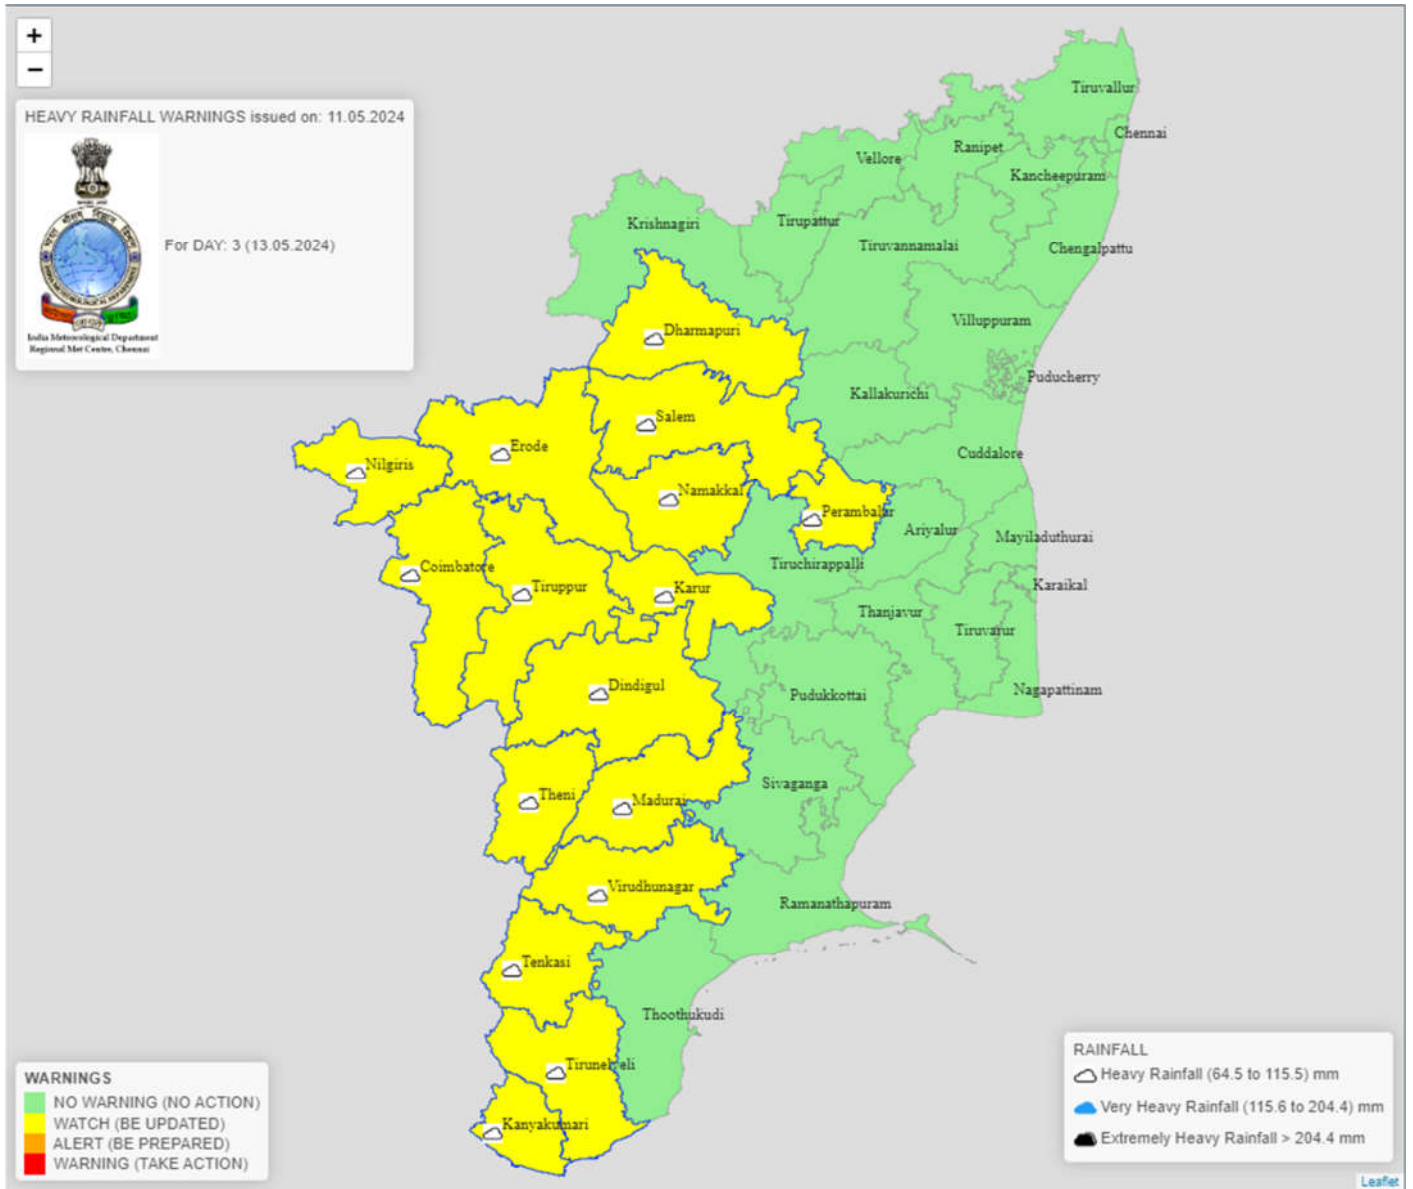 +
−
HEAVY RAINFALL WARNINGS issued on: 11.05.2024
India Meteorological Department
Regional Met Centre, Chennai
For DAY: 3 (13.05.2024)
Tiruvallur
Chennai
Ranipet
Vellore
Kancheepuram
Krishnagiri
Tirupattur
Tiruvannamalai
Chengalpattu
Villuppuram
Dharmapuri
Puducherry
Kallakurichi
Salem
Erode
Cuddalore
Nilgiris
Namakkal
Perambalur
Ariyalur
Mayiladuthurai
Coimbatore
Tiruchirappalli
Karaikal
Tiruppur
Karur
Thanjavur
Tiruvarur
Dindigul
Nagapattinam
Pudukkottai
Sivaganga
Theni
Madurai
Virudhunagar
Ramanathapuram
Tenkasi
Thoothukudi
Tirunelveli
Kanyakumari
WARNINGS
NO WARNING (NO ACTION)
WATCH (BE UPDATED)
ALERT (BE PREPARED)
WARNING (TAKE ACTION)
RAINFALL
Heavy Rainfall (64.5 to 115.5) mm
Very Heavy Rainfall (115.6 to 204.4) mm
Extremely Heavy Rainfall > 204.4 mm
Leaflet